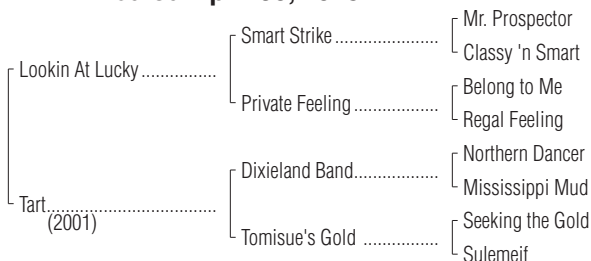 Mr. Prospector
Smart Strike ....................
Classy 'n Smart
Lookin At Lucky ...............
Belong to Me
Private Feeling .................
Regal Feeling
Northern Dancer
Dixieland Band.................
Mississippi Mud
Tart..................................
(2001)
Seeking the Gold
Tomisue's Gold ...............
Sulemeif